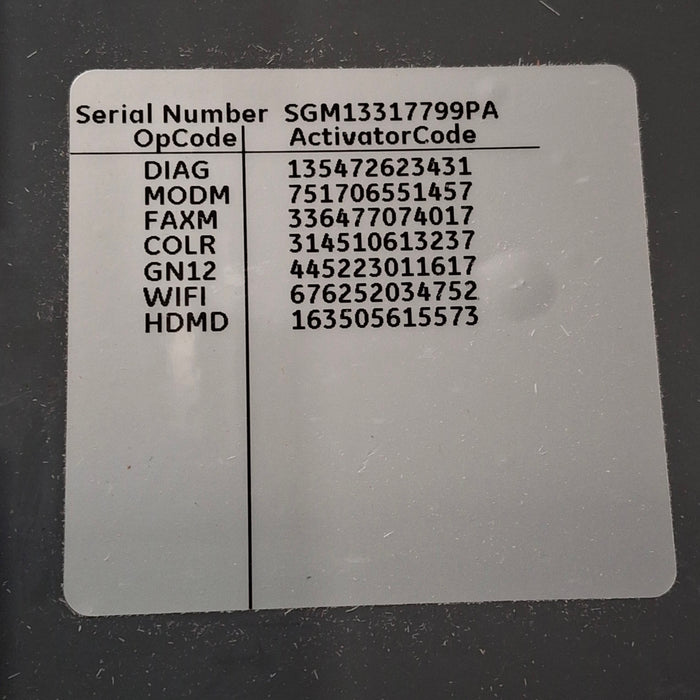 Serial Number SGM13317799PA
OpCode ActivatorCode
DIAG 135472623431
MODM 751706551457
FAXM 336477074017
COLR 314510613237
GN12 445223011617
WIFI 676252034752
HDMD 163505615573